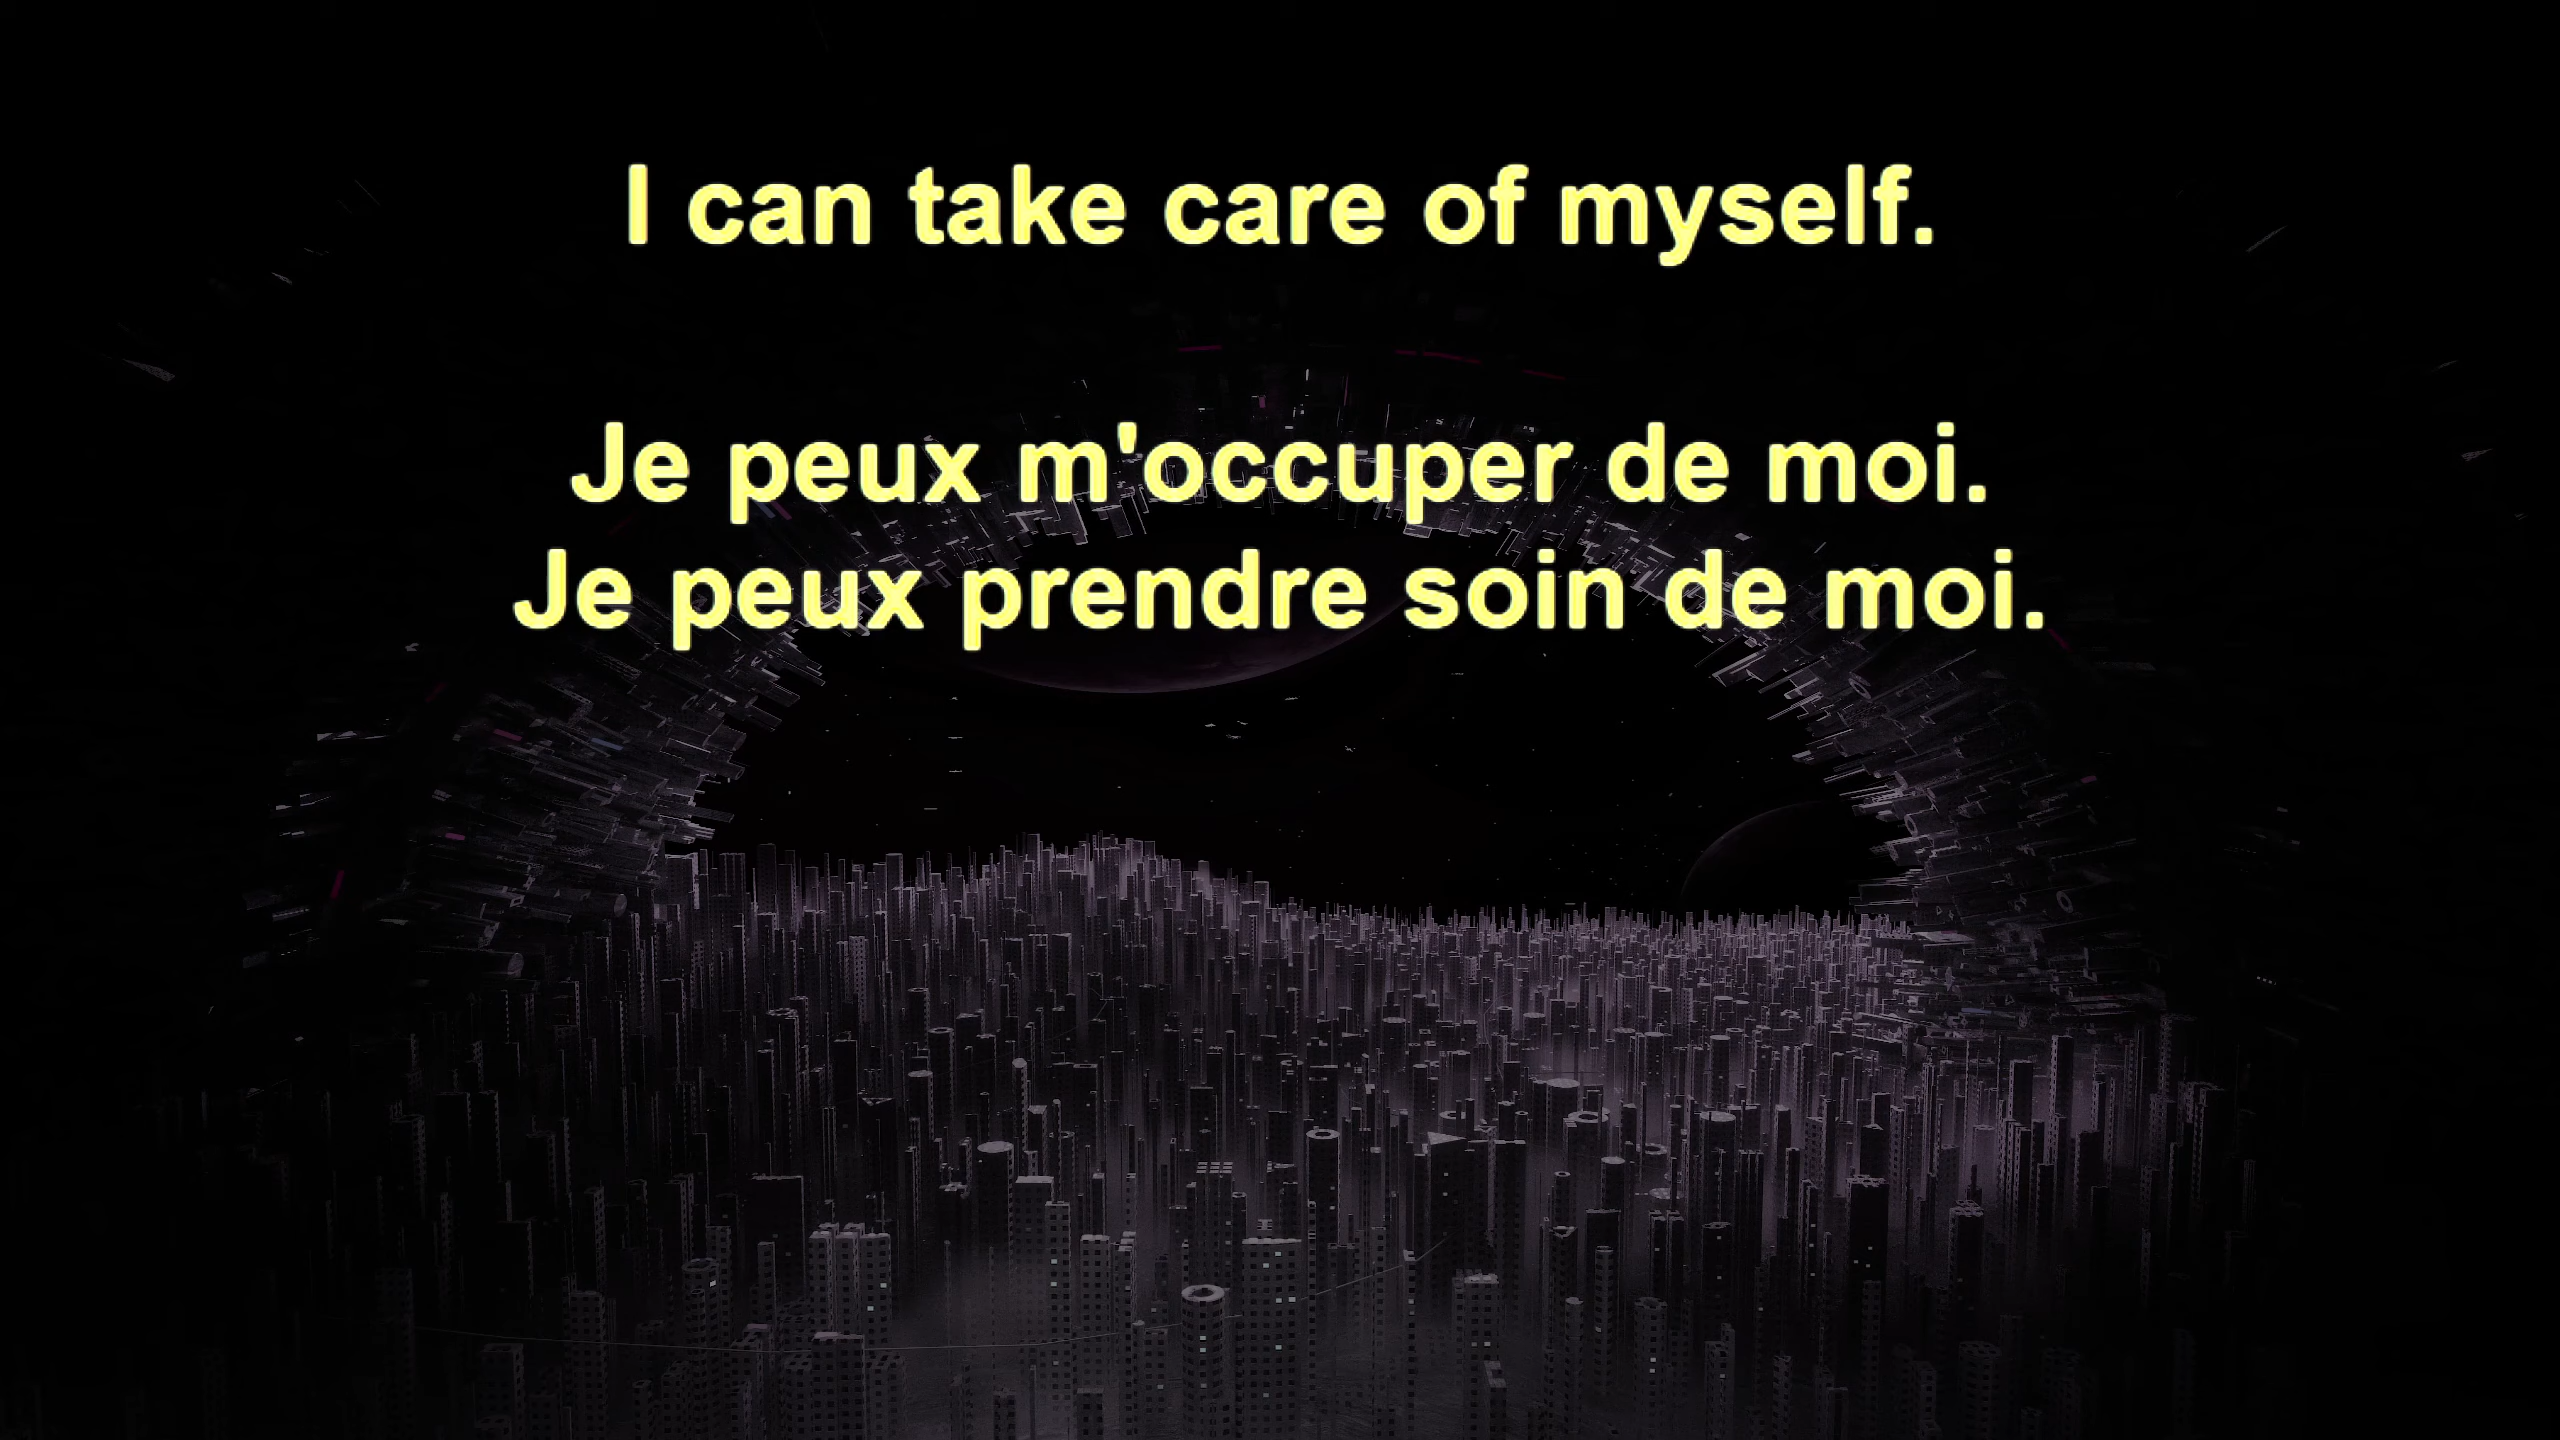 I can take care of myself.
Je peux m'occuper de moi.
Je peux prendre soin de moi.